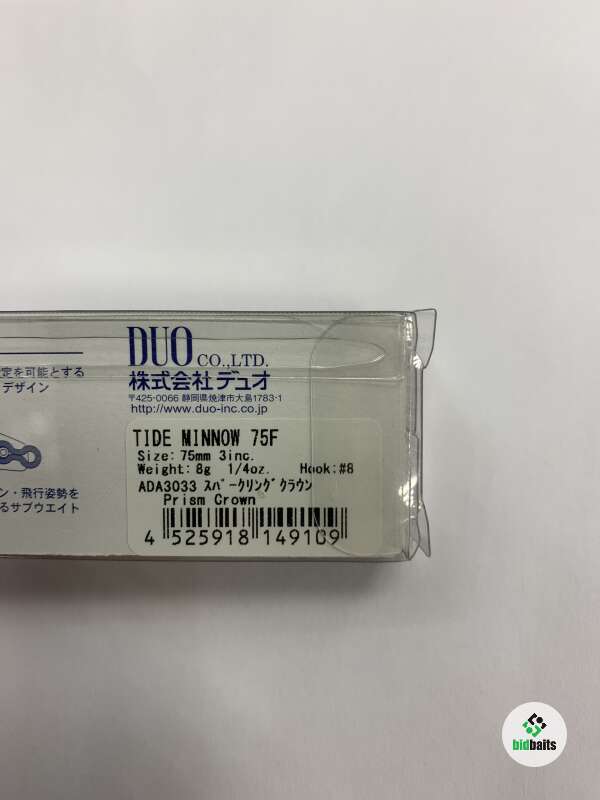 DUO CO.,LTD.
株式会社デュオ
〒425-0066 静岡県焼津市大島1783-1
http://www.duo-inc.co.jp
定を可能とする
デザイン
ン・飛行姿勢を
るサブウエイト
TIDE MINNOW 75F
Size: 75mm 3inc.
Weight: 8g 1/4oz. Hook:#8
ADA3033 ｽﾊﾟｰｸﾘﾝｸﾞｸﾗｳﾝ
Prism Crown
4 525918 149109
bidbaits